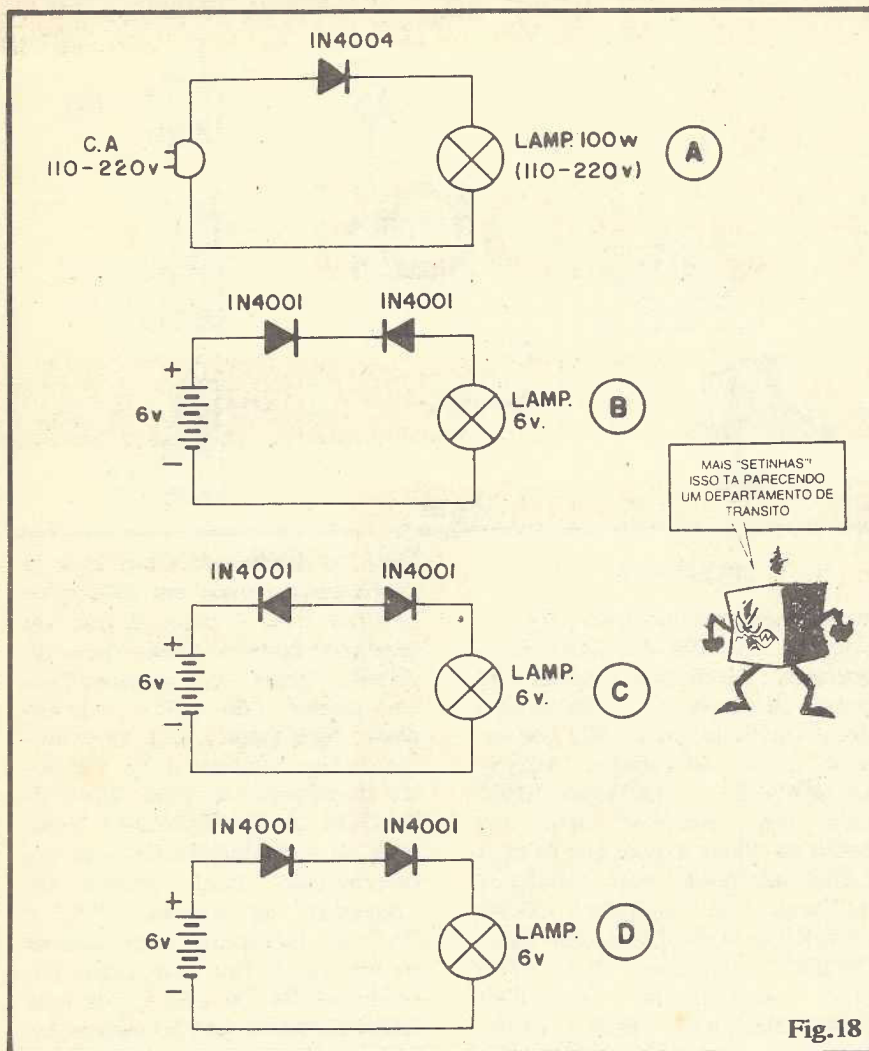 1N4004
C.A
110-220v
LAMP. 100w
(110-220v)
A
1N4001
1N4001
+
6v
-
LAMP.
6v.
B
MAIS "SETINHAS"!
ISSO TA PARECENDO
UM DEPARTAMENTO DE
TRANSITO
1N4001
1N4001
+
6v
-
LAMP.
6v.
C
1N4001
1N4001
+
6v
-
LAMP.
6v
D
Fig.18